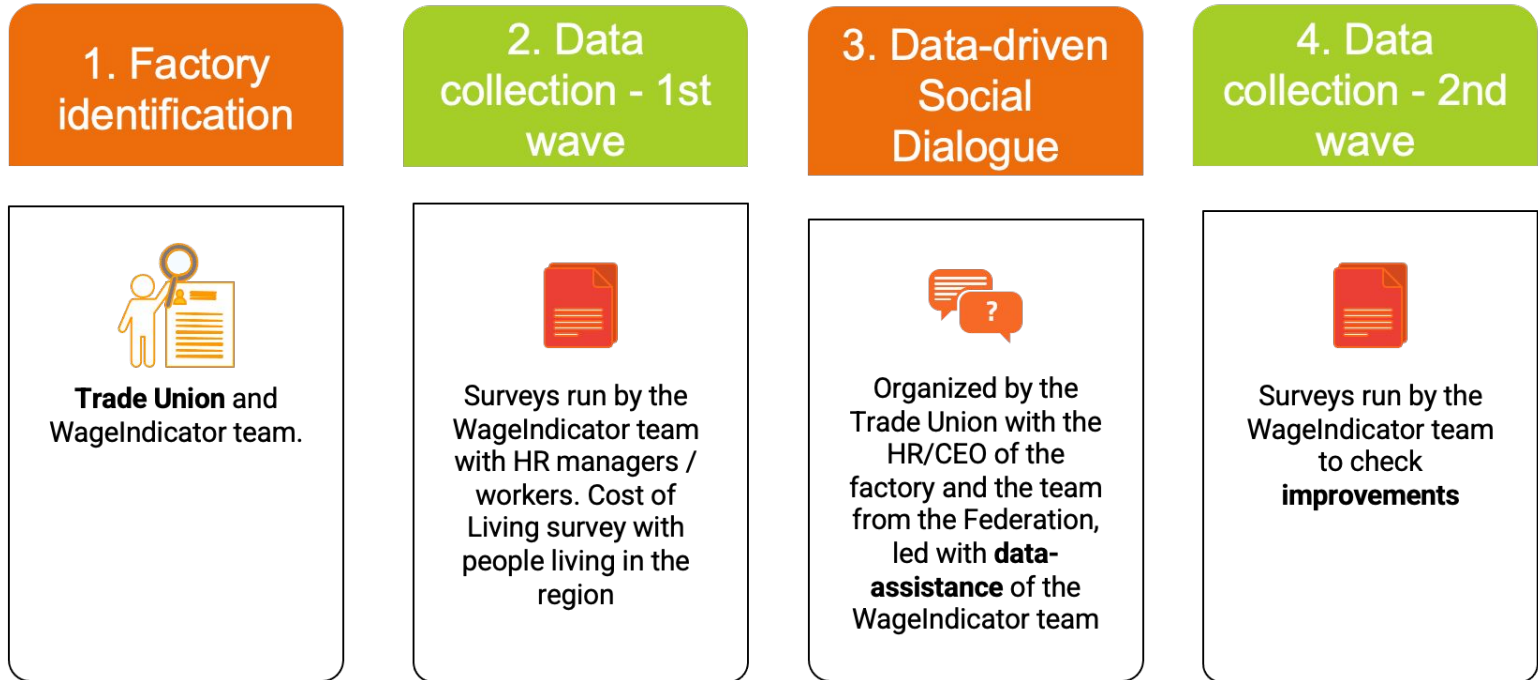 1. Factory
identification
Trade Union and
WageIndicator team.
2. Data
collection - 1st
wave
Surveys run by the
WageIndicator team
with HR managers /
workers. Cost of
Living survey with
people living in the
region
3. Data-driven
Social
Dialogue
?
Organized by the
Trade Union with the
HR/CEO of the
factory and the team
from the Federation,
led with data-
assistance of the
WageIndicator team
4. Data
collection - 2nd
wave
Surveys run by the
WageIndicator team
to check
improvements